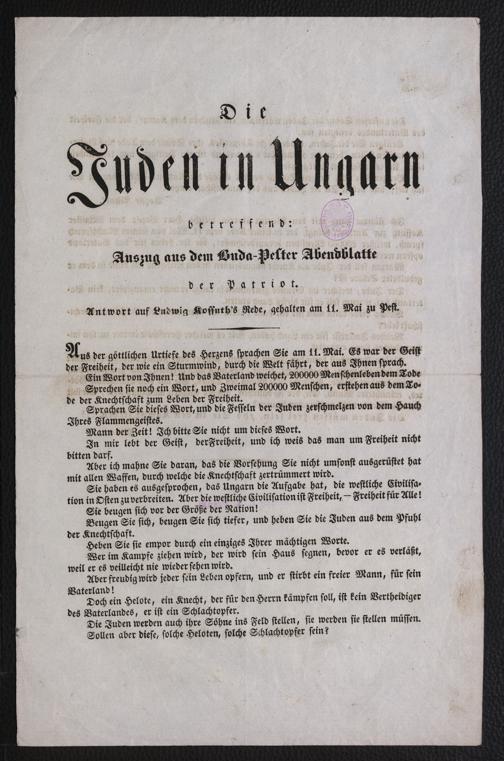 Die
Juden in Ungarn
betreffend:
Auszug aus dem Buda-Pester Abendblatte
der Patriot.
Antwort auf Ludwig Kossuth's Rede, gehalten am 11. Mai zu Pest.
Aus der göttlichen Urtiefe des Herzens sprachen Sie am 11. Mai. Es war der Geist
der Freiheit, der wie ein Sturmwind, durch die Welt fährt, der aus Ihnen sprach.
Ein Wort von Ihnen! Und das Vaterland weichet, 200000 Menschenleben dem Tode
Sprechen sie noch ein Wort, und Zweimal 200000 Menschen, erstehen aus dem To-
de der Knechtschaft zum Leben der Freiheit.
Sprachen Sie dieses Wort, und die Fesseln der Juden zerschmelzen von dem Hauch
Ihres Flammengeistes.
Mann der Zeit! Ich bitte Sie nicht um dieses Wort.
In mir lebt der Geist, derFreiheit, und ich weis das man um Freiheit nicht
bitten darf.
Aber ich mahne Sie daran, das die Vorsehung Sie nicht umsonst ausgerüstet hat
mit allen Waffen, durch welche die Knechtschaft zertrümmert wird.
Sie haben es ausgesprochen, das Ungarn die Aufgabe hat, die westliche Civilisa-
tion in Osten zu verbreiten. Aber die westliche Civilisation ist Freiheit, — Freiheit für Alle!
Sie beugen sich vor der Größe der Nation!
Beugen Sie sich, beugen Sie sich tiefer, und heben Sie die Juden aus dem Pfuhl
der Knechtschaft.
Heben Sie sie empor durch ein einziges Ihrer mächtigen Worte.
Wer im Kampfe ziehen wird, der wird sein Haus segnen, bevor er es verläßt,
weil er es villeicht nie wieder sehen wird.
Aber freudig wird jeder sein Leben opfern, und er stirbt ein freier Mann, für sein
Vaterland!
Doch ein Helote, ein Knecht, der für den Herrn kämpfen soll, ist kein Vertheidiger
des Vaterlandes, er ist ein Schlachtopfer.
Die Juden werden auch ihre Söhne ins Feld stellen, sie werden sie stellen müssen.
Sollen aber diese, solche Heloten, solche Schlachtopfer sein?